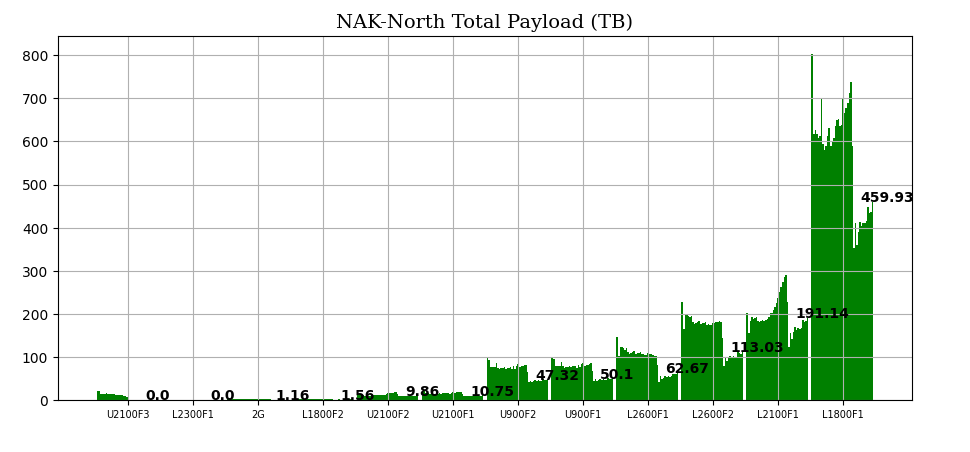 NAK-North Total Payload (TB)
800
700
600
500
400
300
200
100
0
0.0
0.0
1.16
1.56
9.86
10.75
47.32
50.1
62.67
113.03
191.14
459.93
U2100F3
L2300F1
2G
L1800F2
U2100F2
U2100F1
U900F2
U900F1
L2600F1
L2600F2
L2100F1
L1800F1